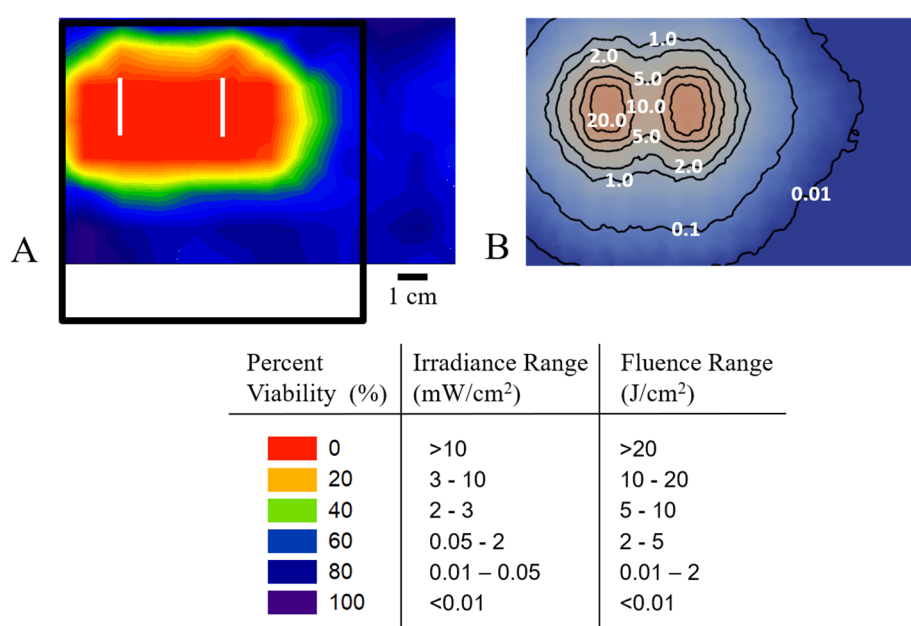 A
1 cm
B
1.0
2.0
5.0
10.0
20.0
5.0
2.0
1.0
0.01
0.1
Percent Viability (%)
Irradiance Range (mW/cm²)
Fluence Range (J/cm²)
0 >10 >20
20 3 - 10 10 - 20
40 2 - 3 5 - 10
60 0.05 - 2 2 - 5
80 0.01 – 0.05 0.01 – 2
100 <0.01 <0.01